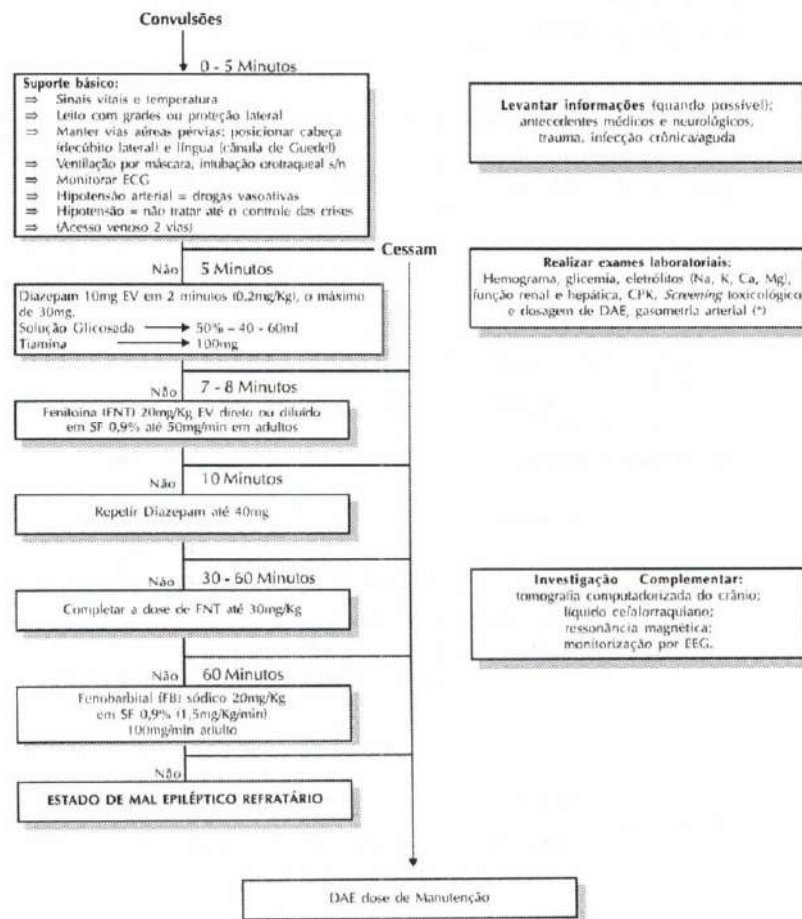 Convulsões
0 - 5 Minutos
Suporte básico:
⇒ Sinais vitais e temperatura
⇒ Leito com grades ou proteção lateral
⇒ Manter vias aéreas pérvias: posicionar cabeça
(decúbito lateral) e língua (cânula de Guedel)
⇒ Ventilação por máscara, intubação orotraqueal s/n
⇒ Monitorar ECG
⇒ Hipotensão arterial = drogas vasoativas
⇒ Hipotensão = não tratar até o controle das crises
⇒ (Acesso venoso 2 vias)
Levantar informações (quando possível):
antecedentes médicos e neurológicos,
trauma, infecção crônica/aguda
Cessam
Não
5 Minutos
Diazepam 10mg EV em 2 minutos (0,2mg/Kg), o máximo
de 30mg.
Solução Glicosada → 50% – 40 - 60ml
Tiamina → 100mg
Realizar exames laboratoriais:
Hemograma, glicemia, eletrólitos (Na, K, Ca, Mg),
função renal e hepática, CPK, Screening toxicológico
e dosagem de DAE, gasometria arterial (*)
Não
7 - 8 Minutos
Fenitoína (FNT) 20mg/Kg EV direto ou diluído
em SF 0,9% até 50mg/min em adultos
Não
10 Minutos
Repetir Diazepam até 40mg
Não
30 - 60 Minutos
Completar a dose de FNT até 30mg/Kg
Investigação Complementar:
tomografia computadorizada do crânio;
líquido cefalorraquiano;
ressonância magnética;
monitorização por EEG.
Não
60 Minutos
Fenobarbital (FB) sódico 20mg/Kg
em SF 0,9% (1,5mg/Kg/min)
100mg/min adulto
Não
ESTADO DE MAL EPILÉPTICO REFRATÁRIO
DAE dose de Manutenção